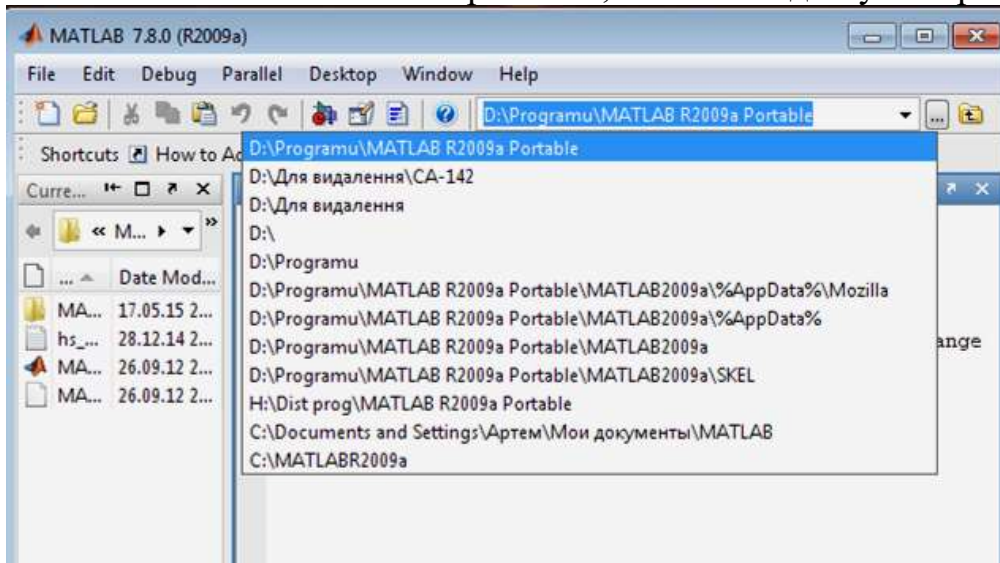 MATLAB 7.8.0 (R2009a)
File Edit Debug Parallel Desktop Window Help
D:\Programu\MATLAB R2009a Portable
Shortcuts How to Ad
D:\Programu\MATLAB R2009a Portable
D:\Для видалення\CA-142
D:\Для видалення
D:\
D:\Programu
D:\Programu\MATLAB R2009a Portable\MATLAB2009a\%AppData%\Mozilla
D:\Programu\MATLAB R2009a Portable\MATLAB2009a\%AppData%
D:\Programu\MATLAB R2009a Portable\MATLAB2009a
D:\Programu\MATLAB R2009a Portable\MATLAB2009a\SKEL
H:\Dist prog\MATLAB R2009a Portable
C:\Documents and Settings\Артем\Мои документы\MATLAB
C:\MATLABR2009a
Curre...
« M... »
... Date Mod...
MA... 17.05.15 2...
hs_... 28.12.14 2...
MA... 26.09.12 2...
MA... 26.09.12 2...
ange